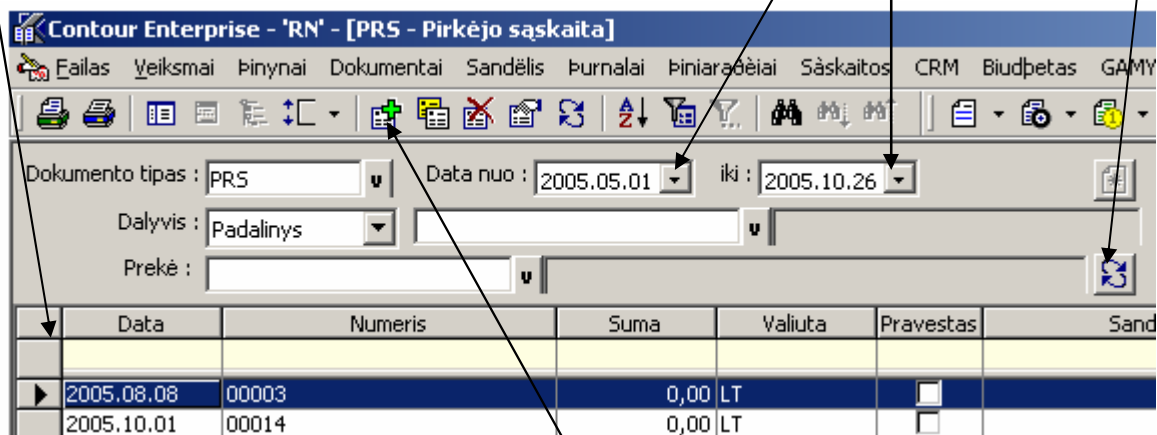 Contour Enterprise - 'RN' - [PRS - Pirkėjo sąskaita]
Failas Veiksmai Þinynai Dokumentai Sandëlis Þurnalai Þiniaraðèiai Sàskaitos CRM Biudþetas GAMY
Dokumento tipas : PRS Data nuo : 2005.05.01 iki : 2005.10.26
Dalyvis : Padalinys
Prekė :
Data Numeris Suma Valiuta Pravestas Sand
2005.08.08 00003 0,00 LT
2005.10.01 00014 0,00 LT